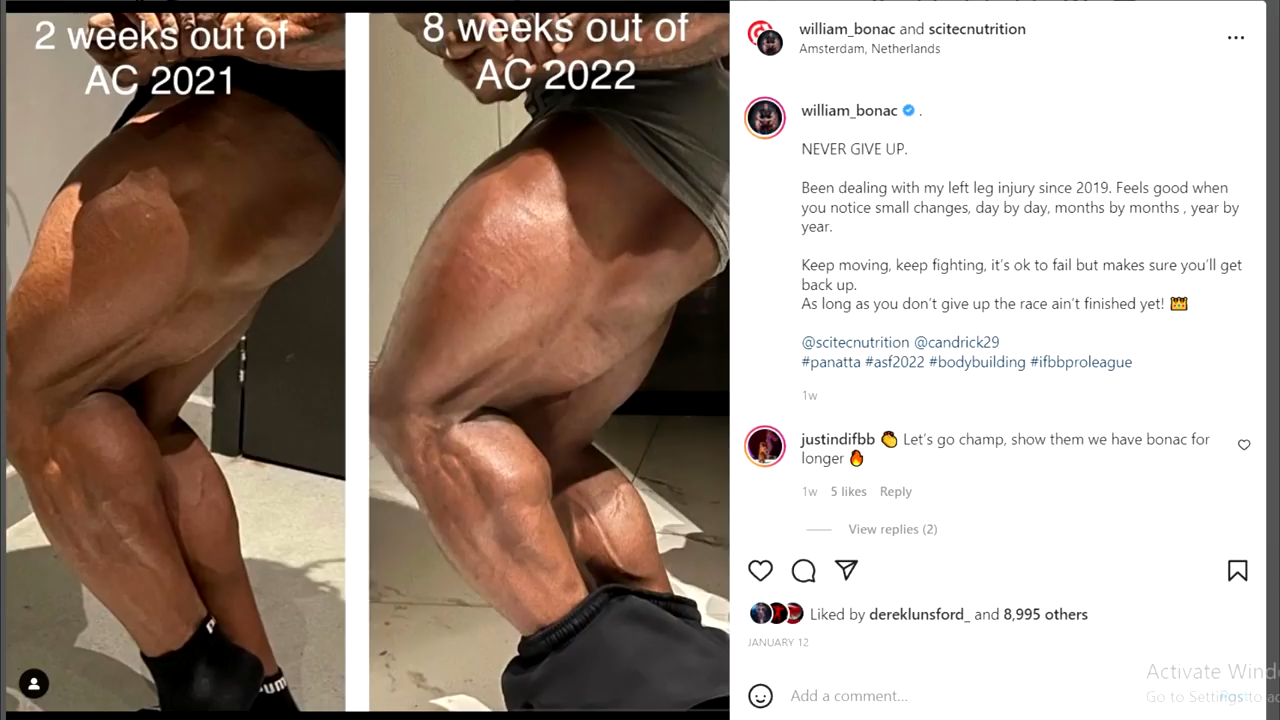 2 weeks out of
AC 2021
8 weeks out of
AC 2022
william_bonac and scitecnutrition
Amsterdam, Netherlands
william_bonac .
NEVER GIVE UP.
Been dealing with my left leg injury since 2019. Feels good when
you notice small changes, day by day, months by months , year by
year.
Keep moving, keep fighting, it's ok to fail but makes sure you'll get
back up.
As long as you don't give up the race ain't finished yet! 👑
@scitecnutrition @candrick29
#panatta #asf2022 #bodybuilding #ifbbproleague
1w
justindifbb 👏 Let's go champ, show them we have bonac for
longer 🔥
1w 5 likes Reply
View replies (2)
Liked by dereklunsford_ and 8,995 others
JANUARY 12
Add a comment...
Activate Wind
Go to Settings to a
Post
PUMA